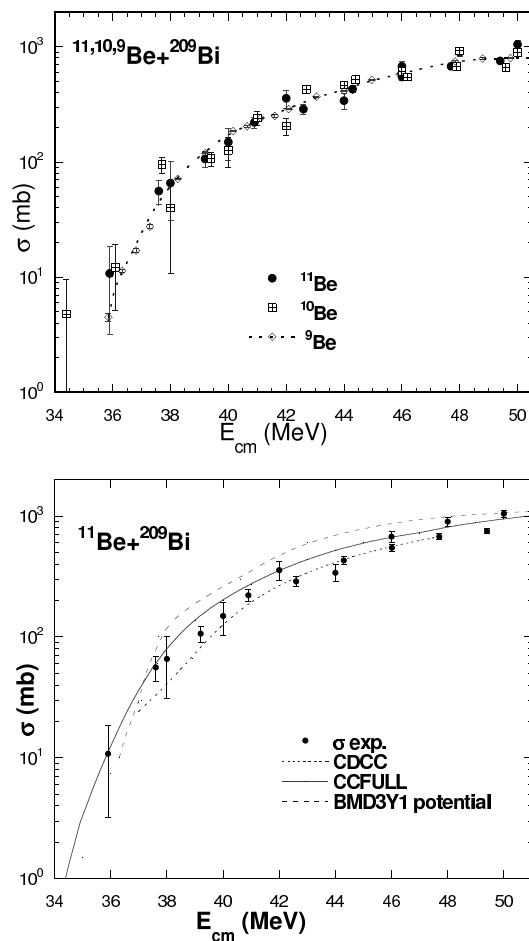 11,10,9Be+209Bi
σ (mb)
10³
10²
10¹
10⁰
¹¹Be
¹⁰Be
⁹Be
34 36 38 40 42 44 46 48 50
E_cm (MeV)
¹¹Be+²⁰⁹Bi
σ (mb)
10³
10²
10¹
10⁰
σ exp.
CDCC
CCFULL
BMD3Y1 potential
34 36 38 40 42 44 46 48 50
E_cm (MeV)